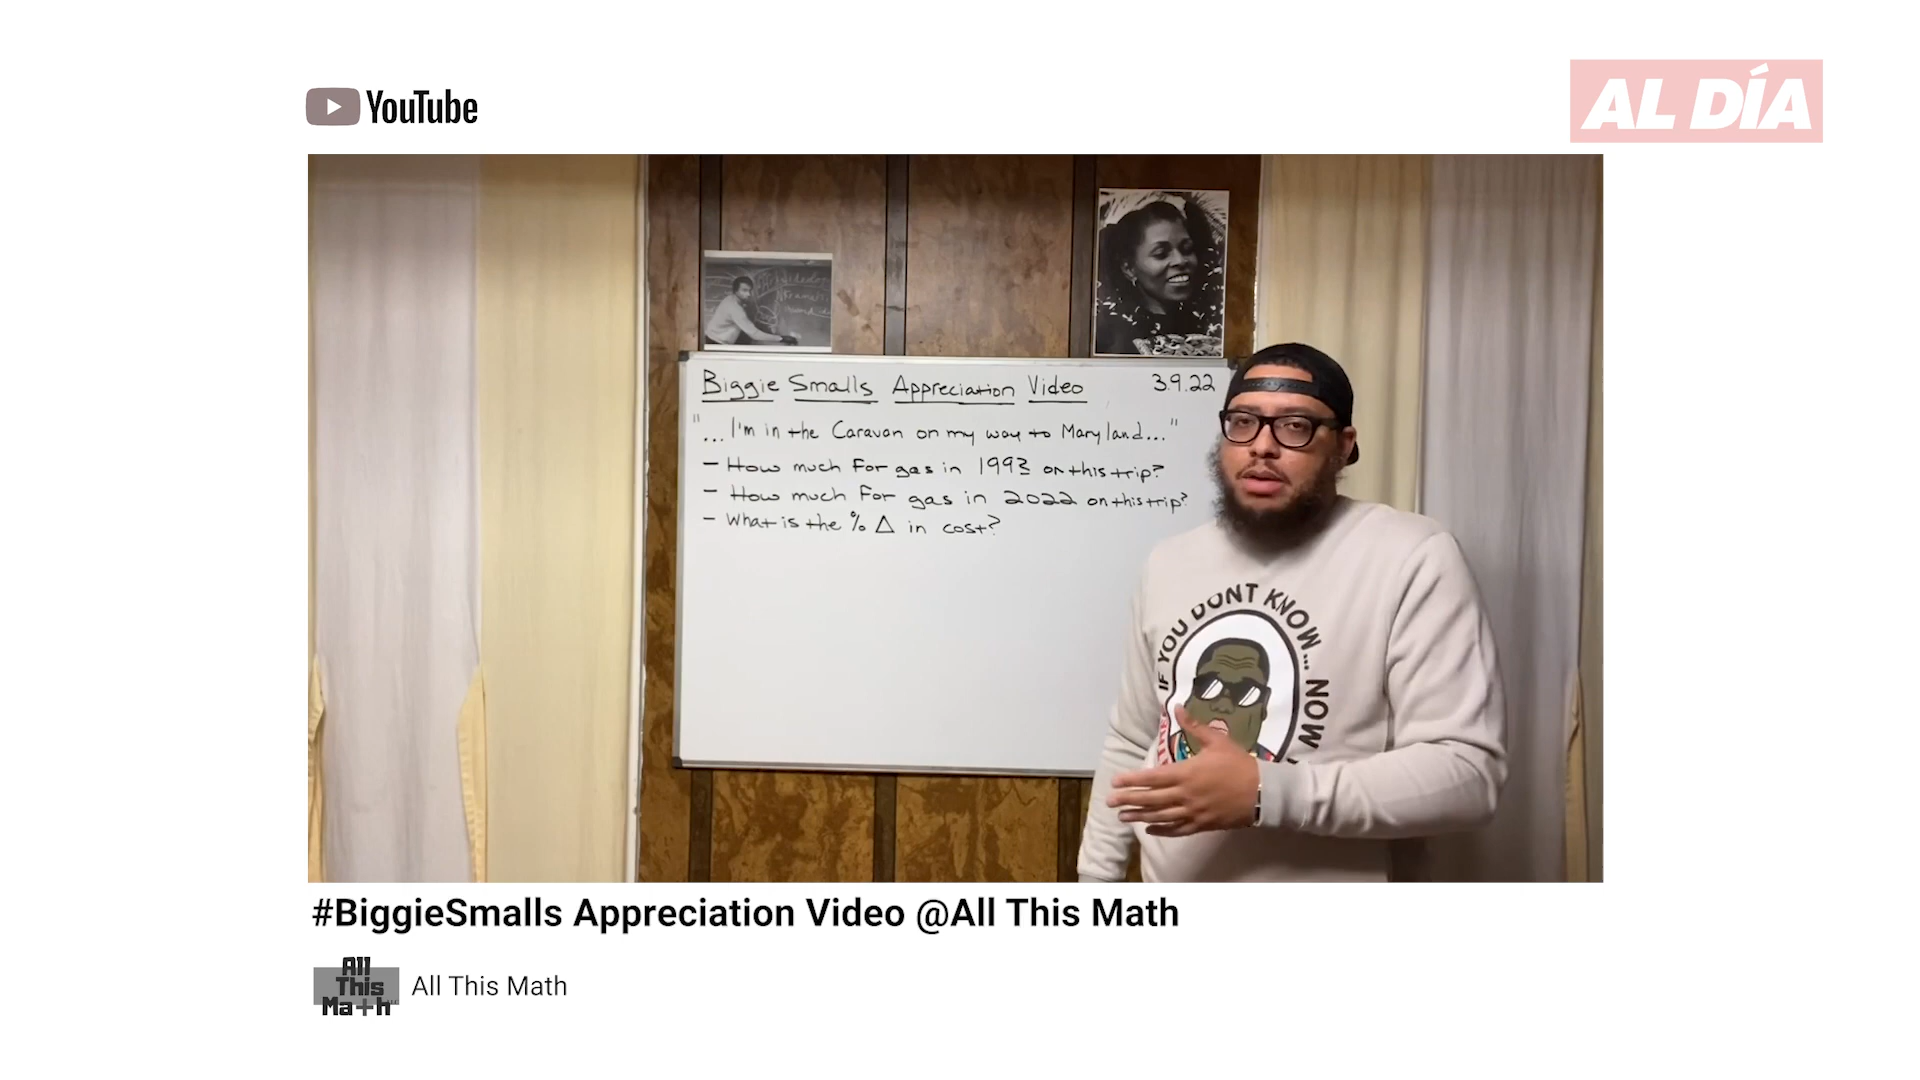 YouTube
AL DÍA
Biggie Smalls Appreciation Video 3.9.22
"...I'm in the Caravan on my way to Maryland..."
- How much for gas in 1993 on this trip?
- How much for gas in 2022 on this trip?
- What is the % Δ in cost?
IF YOU DONT KNOW... NOW
#BiggieSmalls Appreciation Video @All This Math
All
This
Math
All This Math